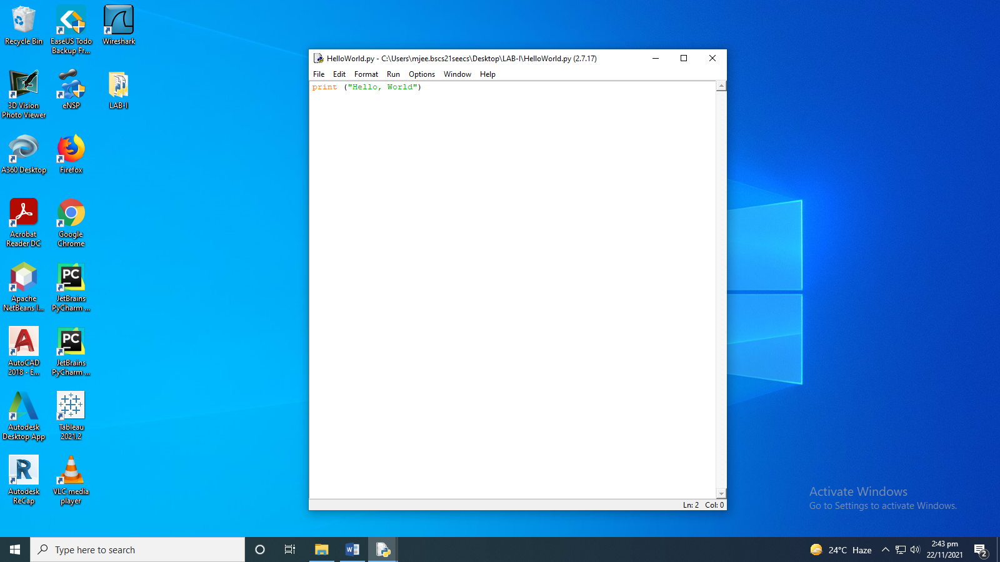 Recycle Bin
EaseUS Todo
Backup Fr...
Wireshark
3D Vision
Photo Viewer
eNSP
LAB-I
A360 Desktop
Firefox
Acrobat
Reader DC
Google
Chrome
Apache
NetBeans I...
PC
JetBrains
PyCharm ...
AutoCAD
2018 - E...
PC
JetBrains
PyCharm ...
Autodesk
Desktop App
Tableau
2021.2
Autodesk
ReCap
VLC media
player
HelloWorld.py - C:\Users\mjee.bscs21seecs\Desktop\LAB-I\HelloWorld.py (2.7.17)
File Edit Format Run Options Window Help
print ("Hello, World")
Ln: 2 Col: 0
Activate Windows
Go to Settings to activate Windows.
Type here to search
24°C Haze
2:43 pm
22/11/2021
2